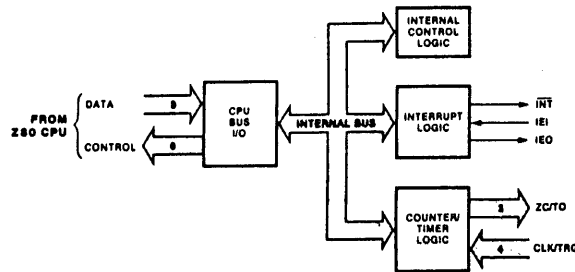 FROM
Z80 CPU
DATA
CONTROL
8
6
CPU
BUS
I/O
INTERNAL BUS
INTERNAL
CONTROL
LOGIC
INTERRUPT
LOGIC
INT
IEI
IEO
COUNTER/
TIMER
LOGIC
3
ZC/TO
4
CLK/TRG